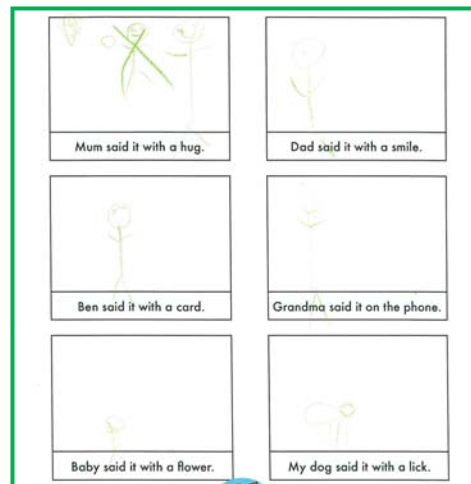 Mum said it with a hug.
Dad said it with a smile.
Ben said it with a card.
Grandma said it on the phone.
Baby said it with a flower.
My dog said it with a lick.